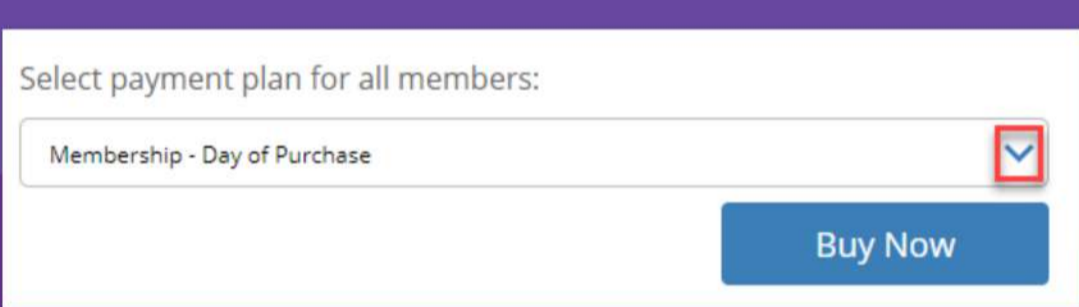 Select payment plan for all members:
Membership - Day of Purchase
Buy Now